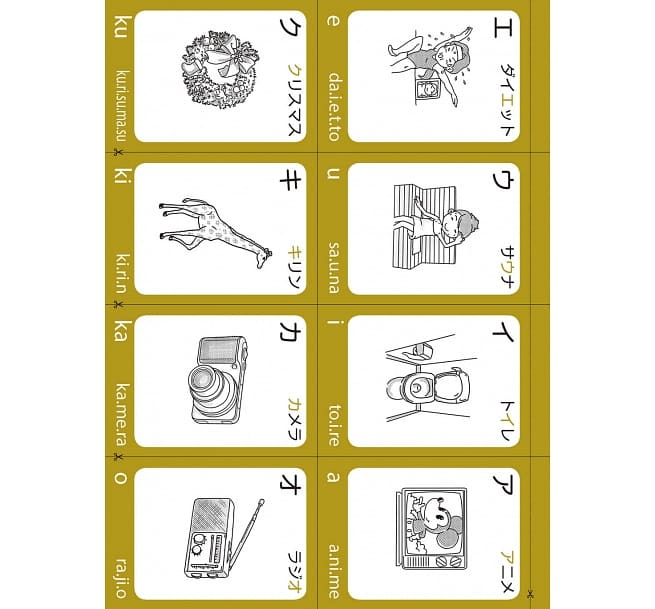 エ
ダイエット
e
da.i.e.t.to
ウ
サウナ
u
sa.u.na
イ
トイレ
i
to.i.re
ア
アニメ
a
a.ni.me
ク
クリスマス
ku
ku.ri.su.ma.su
キ
キリン
ki
ki.ri.n
カ
カメラ
ka
ka.me.ra
オ
ラジオ
o
ra.ji.o